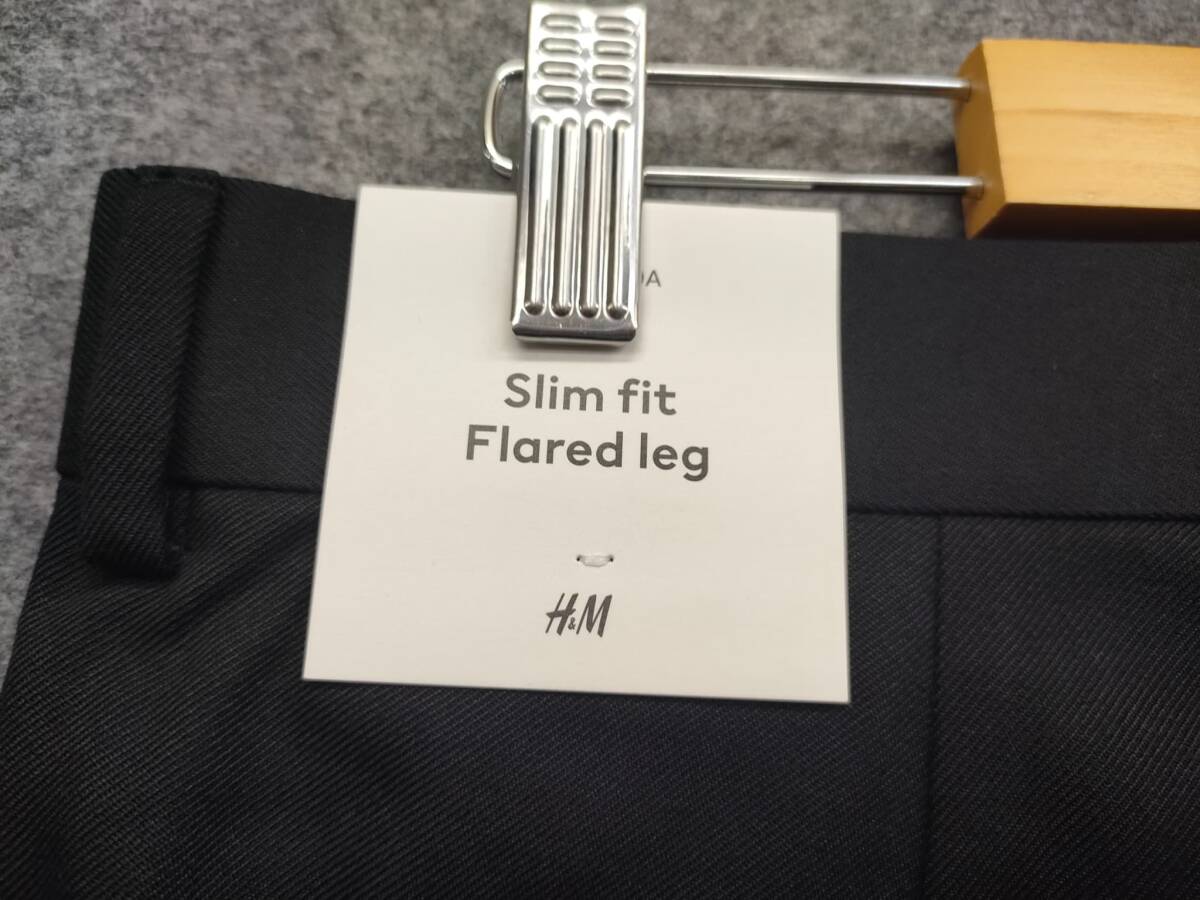 Slim fit
Flared leg
H&M